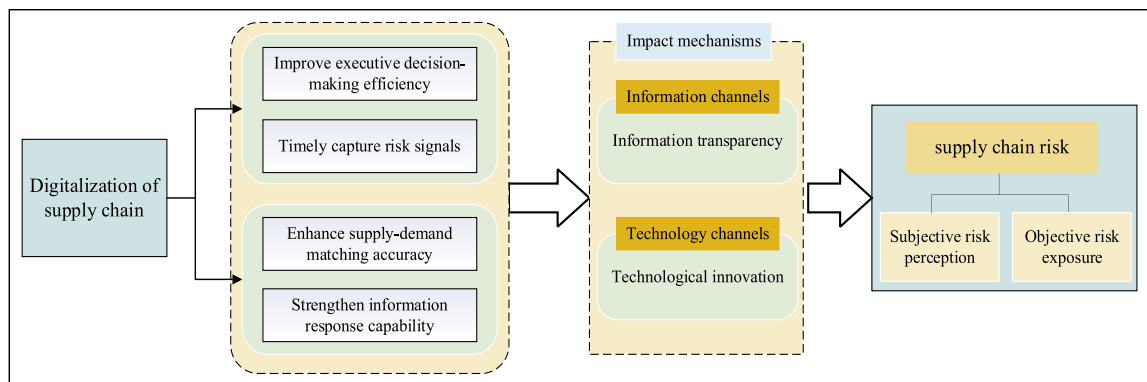 Digitalization of
supply chain
Improve executive decision-
making efficiency
Timely capture risk signals
Enhance supply-demand
matching accuracy
Strengthen information
response capability
Impact mechanisms
Information channels
Information transparency
Technology channels
Technological innovation
supply chain risk
Subjective risk
perception
Objective risk
exposure